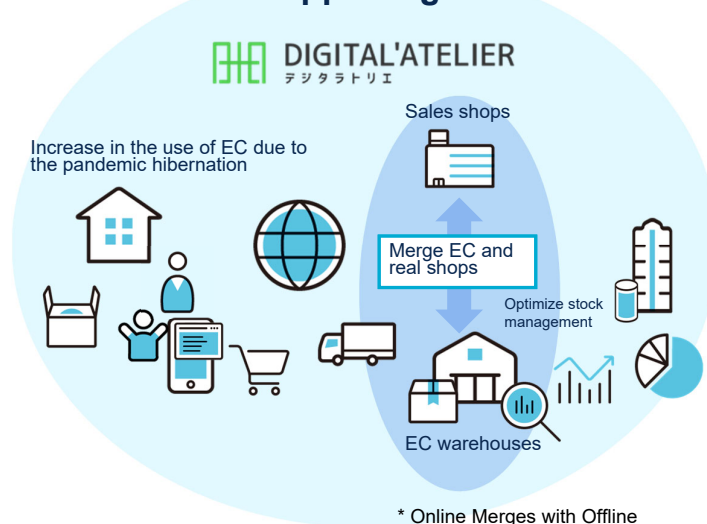 DIGITAL'ATELIER
デジタラトリエ
Sales shops
Increase in the use of EC due to
the pandemic hibernation
Merge EC and
real shops
Optimize stock
management
EC warehouses
* Online Merges with Offline